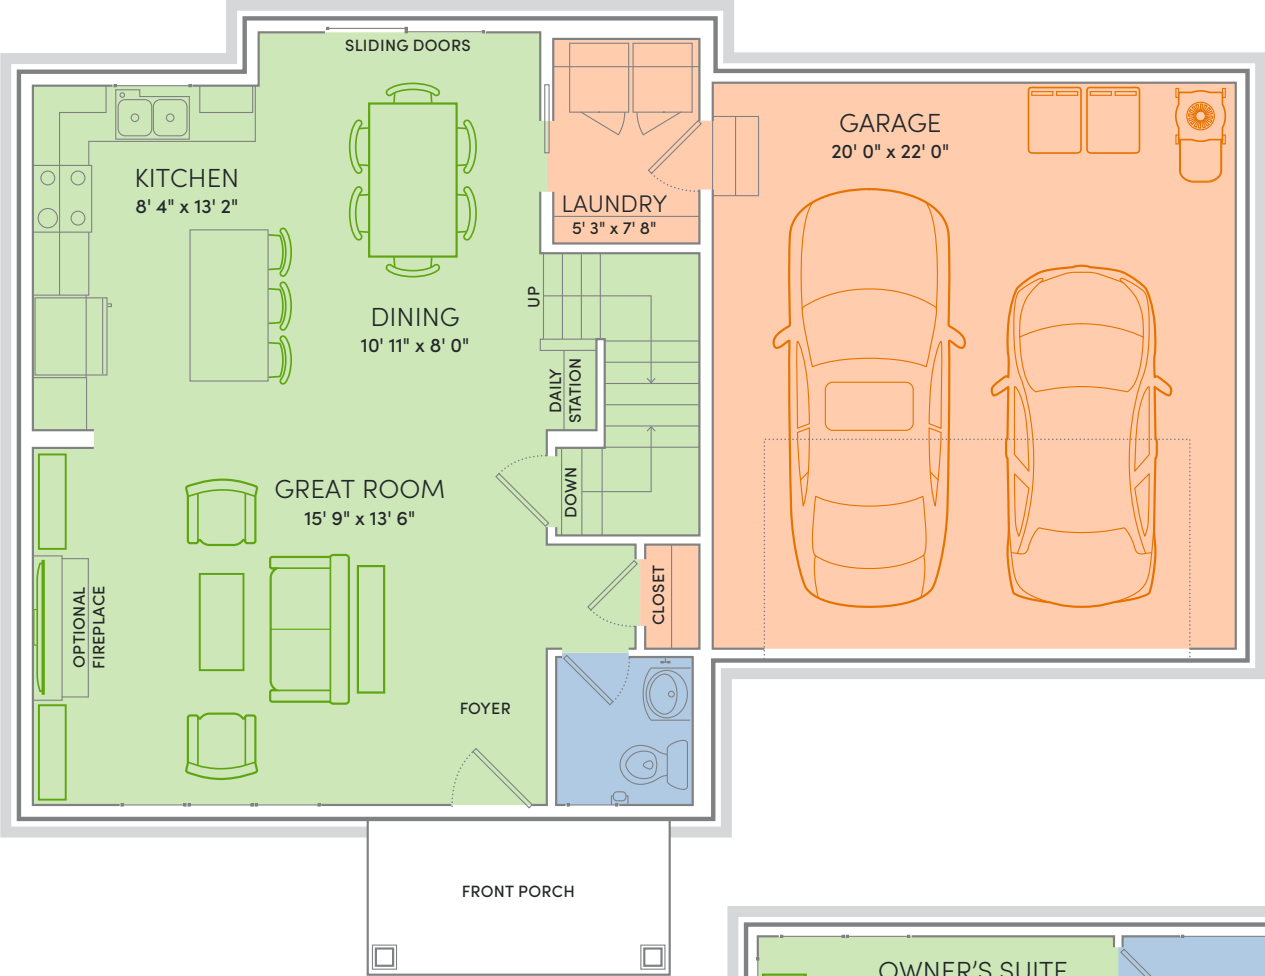 SLIDING DOORS
KITCHEN
8' 4" x 13' 2"
GARAGE
20' 0" x 22' 0"
LAUNDRY
5' 3" x 7' 8"
UP
DINING
10' 11" x 8' 0"
DAILY
STATION
GREAT ROOM
15' 9" x 13' 6"
DOWN
OPTIONAL
FIREPLACE
CLOSET
FOYER
FRONT PORCH
OWNER'S SUITE